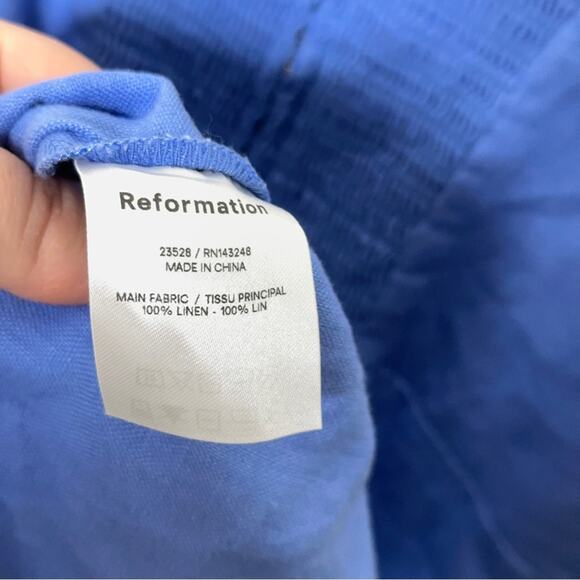 Reformation
23528 / RN143248
MADE IN CHINA
MAIN FABRIC / TISSU PRINCIPAL
100% LINEN - 100% LIN